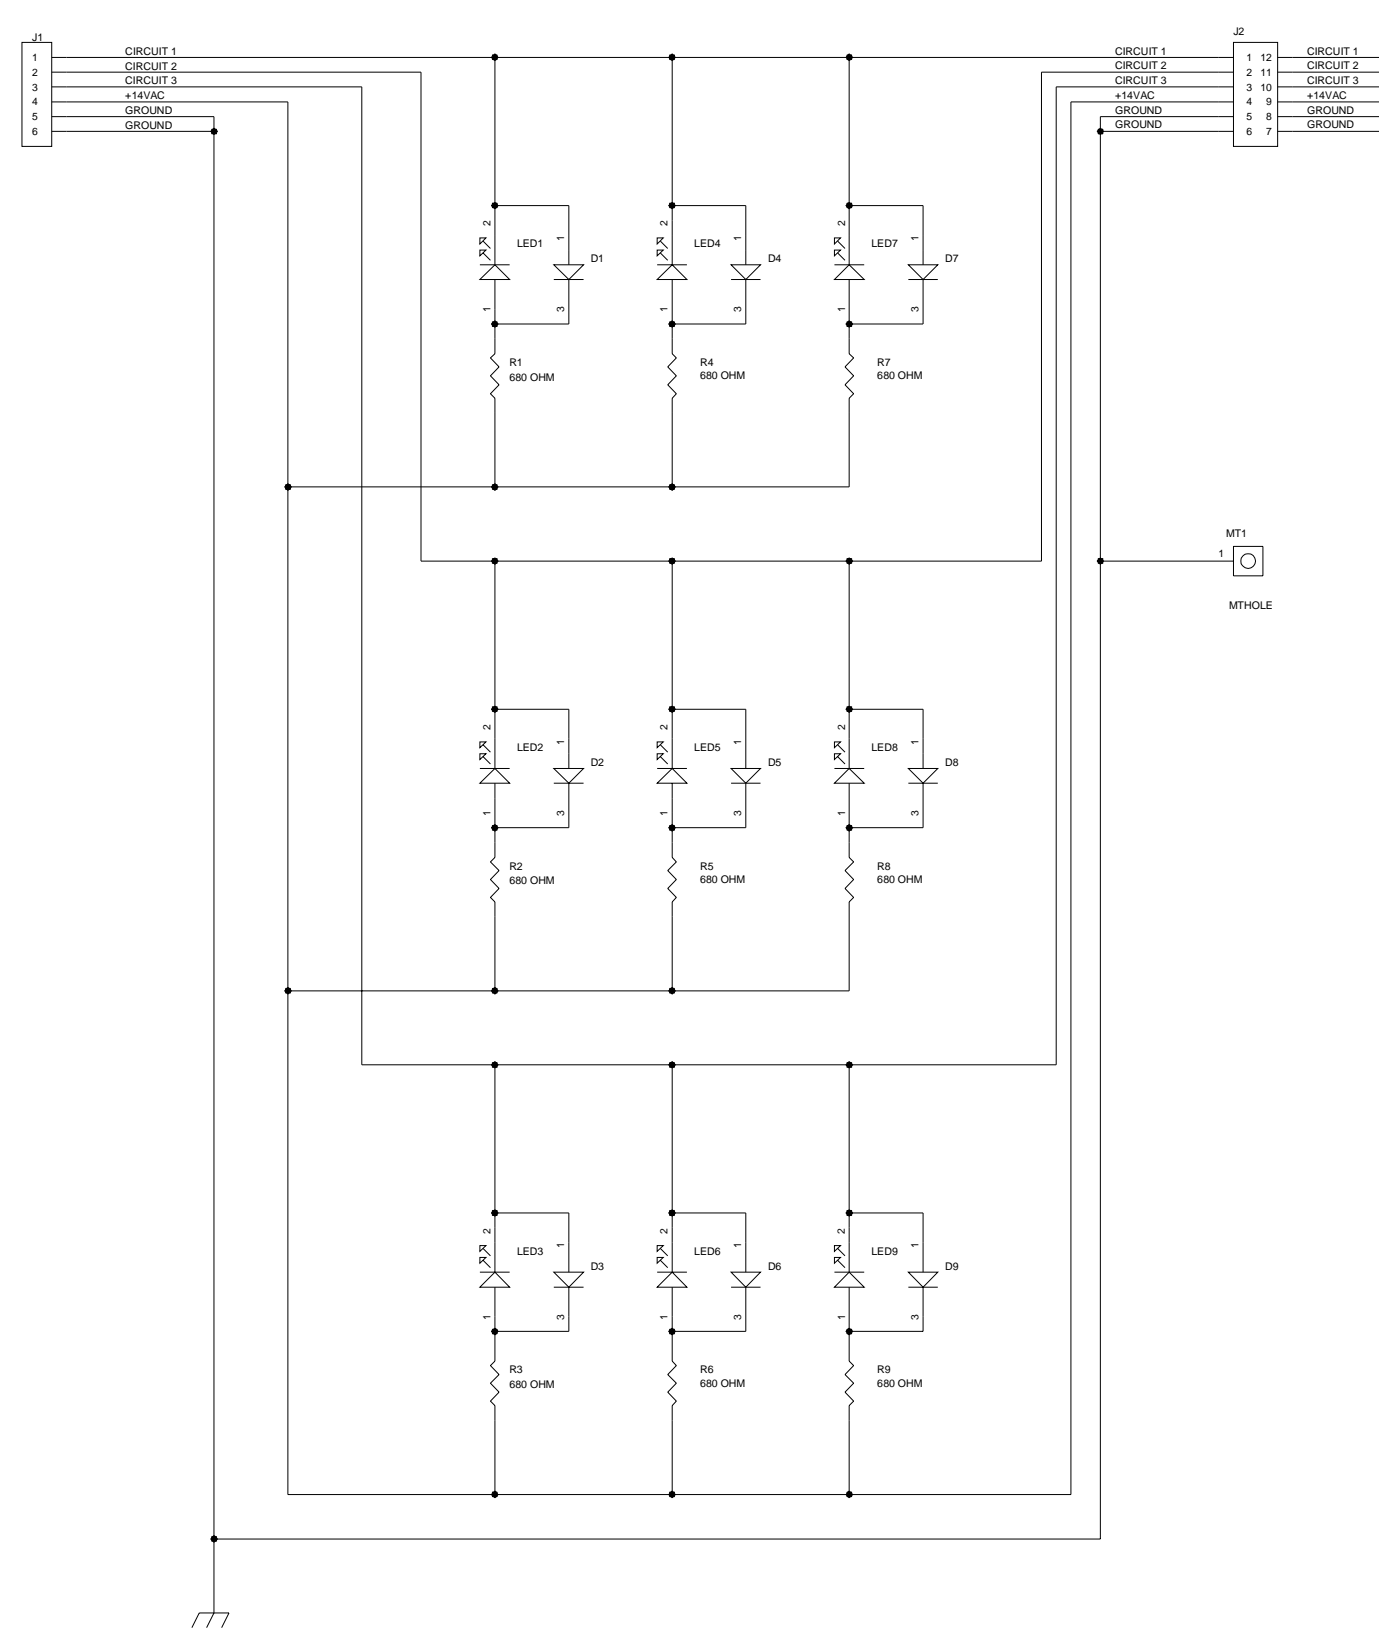 J1
J2
1 CIRCUIT 1 CIRCUIT 1 1 12 CIRCUIT 1
2 CIRCUIT 2 CIRCUIT 2 2 11 CIRCUIT 2
3 CIRCUIT 3 CIRCUIT 3 3 10 CIRCUIT 3
4 +14VAC +14VAC 4 9 +14VAC
5 GROUND GROUND 5 8 GROUND
6 GROUND GROUND 6 7 GROUND
2 1 2 1 2 1
LED1 LED4 LED7
D1 D4 D7
1 3 1 3 1 3
R1 R4 R7
680 OHM 680 OHM 680 OHM
MT1
1
MTHOLE
2 1 2 1 2 1
LED2 LED5 LED8
D2 D5 D8
1 3 1 3 1 3
R2 R5 R8
680 OHM 680 OHM 680 OHM
2 1 2 1 2 1
LED3 LED6 LED9
D3 D6 D9
1 3 1 3 1 3
R3 R6 R9
680 OHM 680 OHM 680 OHM